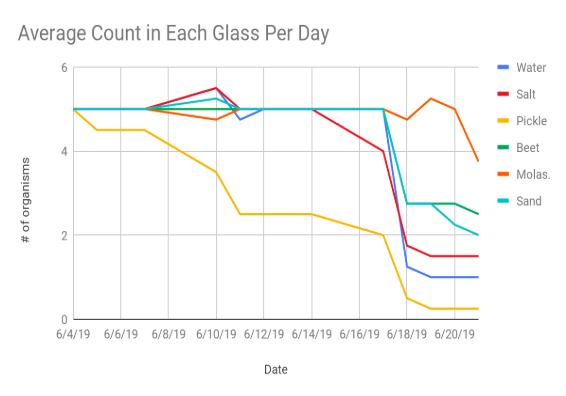 Average Count in Each Glass Per Day
# of organisms
6
4
2
0
6/4/19 6/6/19 6/8/19 6/10/19 6/12/19 6/14/19 6/16/19 6/18/19 6/20/19
Date
Water
Salt
Pickle
Beet
Molas.
Sand